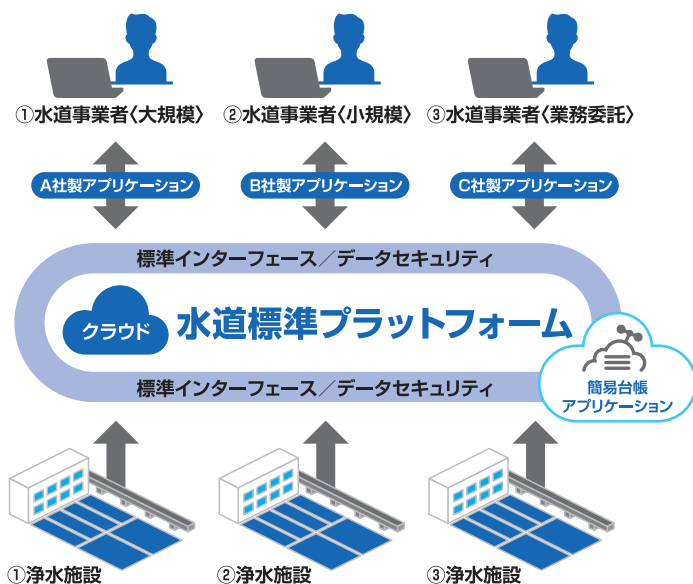 ①水道事業者〈大規模〉
②水道事業者〈小規模〉
③水道事業者〈業務委託〉
A社製アプリケーション
B社製アプリケーション
C社製アプリケーション
標準インターフェース／データセキュリティ
クラウド
水道標準プラットフォーム
標準インターフェース／データセキュリティ
簡易台帳
アプリケーション
①浄水施設
②浄水施設
③浄水施設